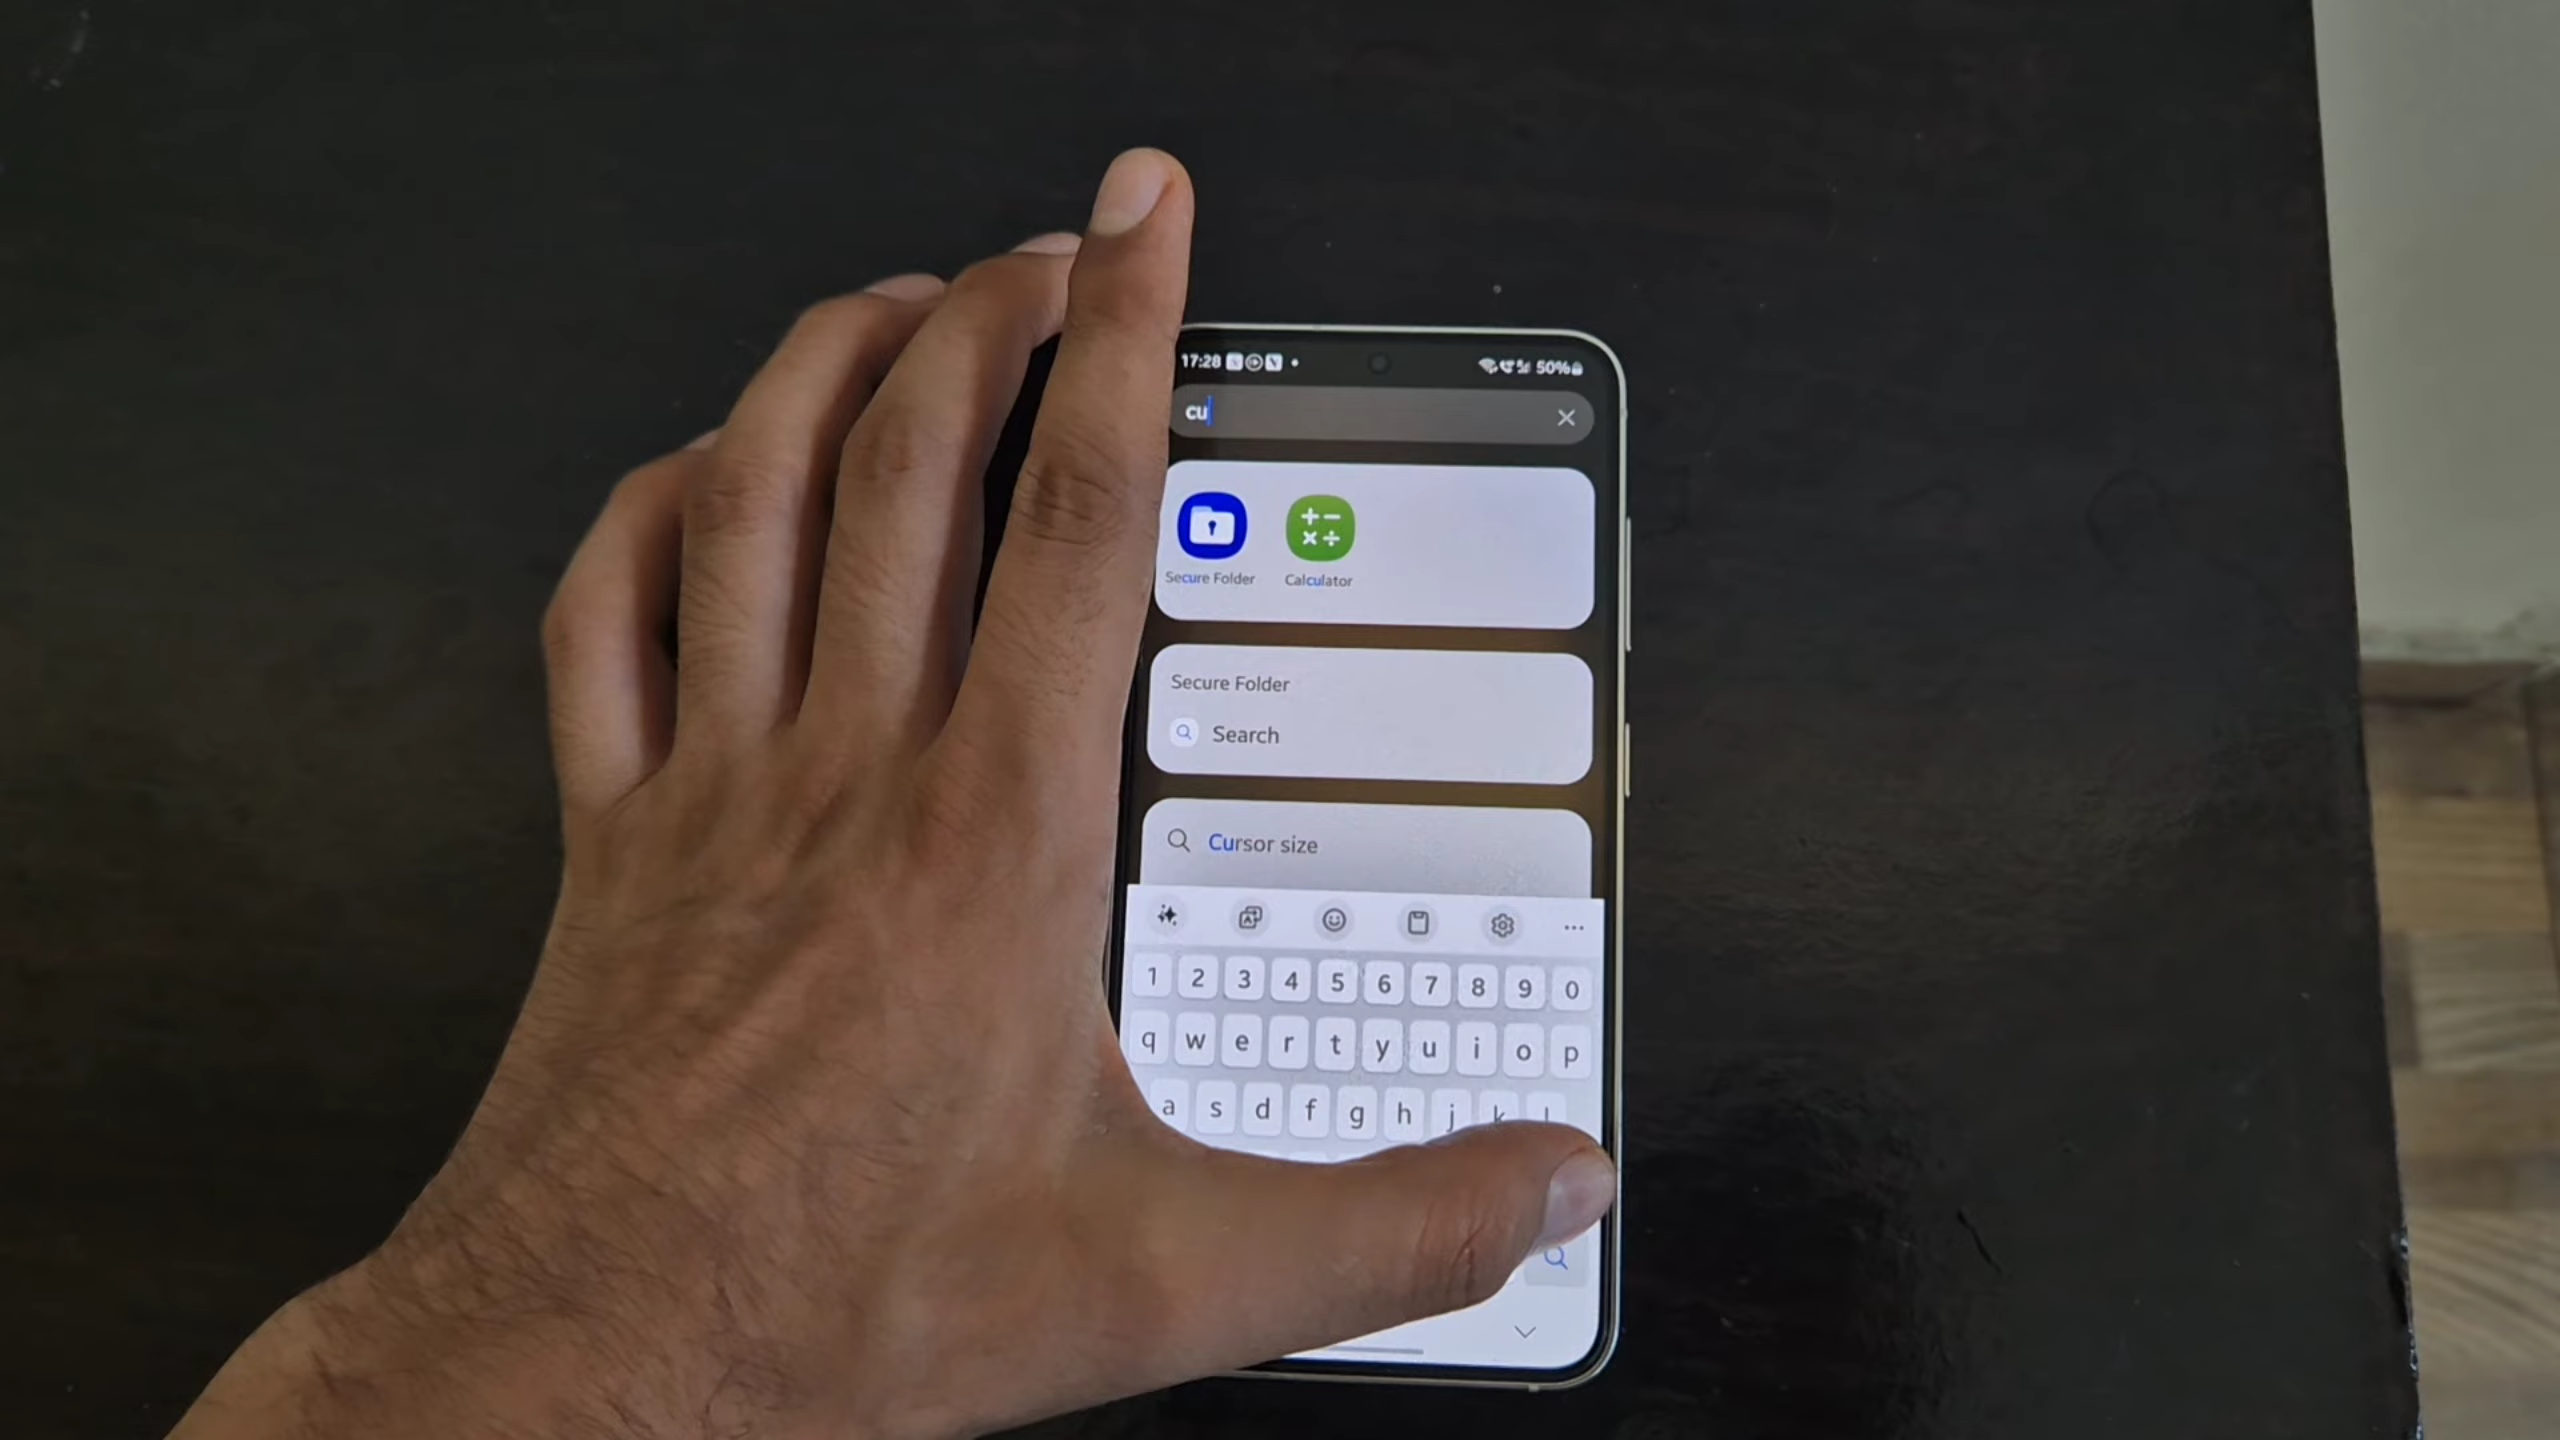 17:28 50%
cu
Secure Folder Calculator
Secure Folder
Search
Cursor size
1 2 3 4 5 6 7 8 9 0
q w e r t y u i o p
a s d f g h j k l